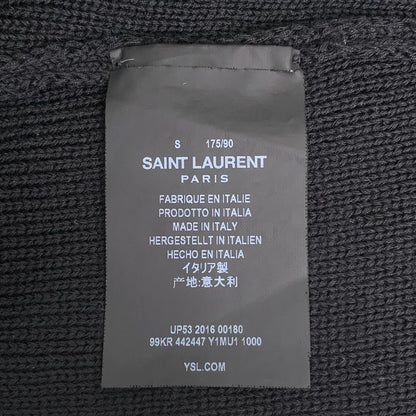 S 175/90
SAINT LAURENT
PARIS
FABRIQUE EN ITALIE
PRODOTTO IN ITALIA
MADE IN ITALY
HERGESTELLT IN ITALIEN
HECHO EN ITALIA
イタリア製
产地:意大利
UP53 2016 00180
99KR 442447 Y1MU1 1000
YSL.COM